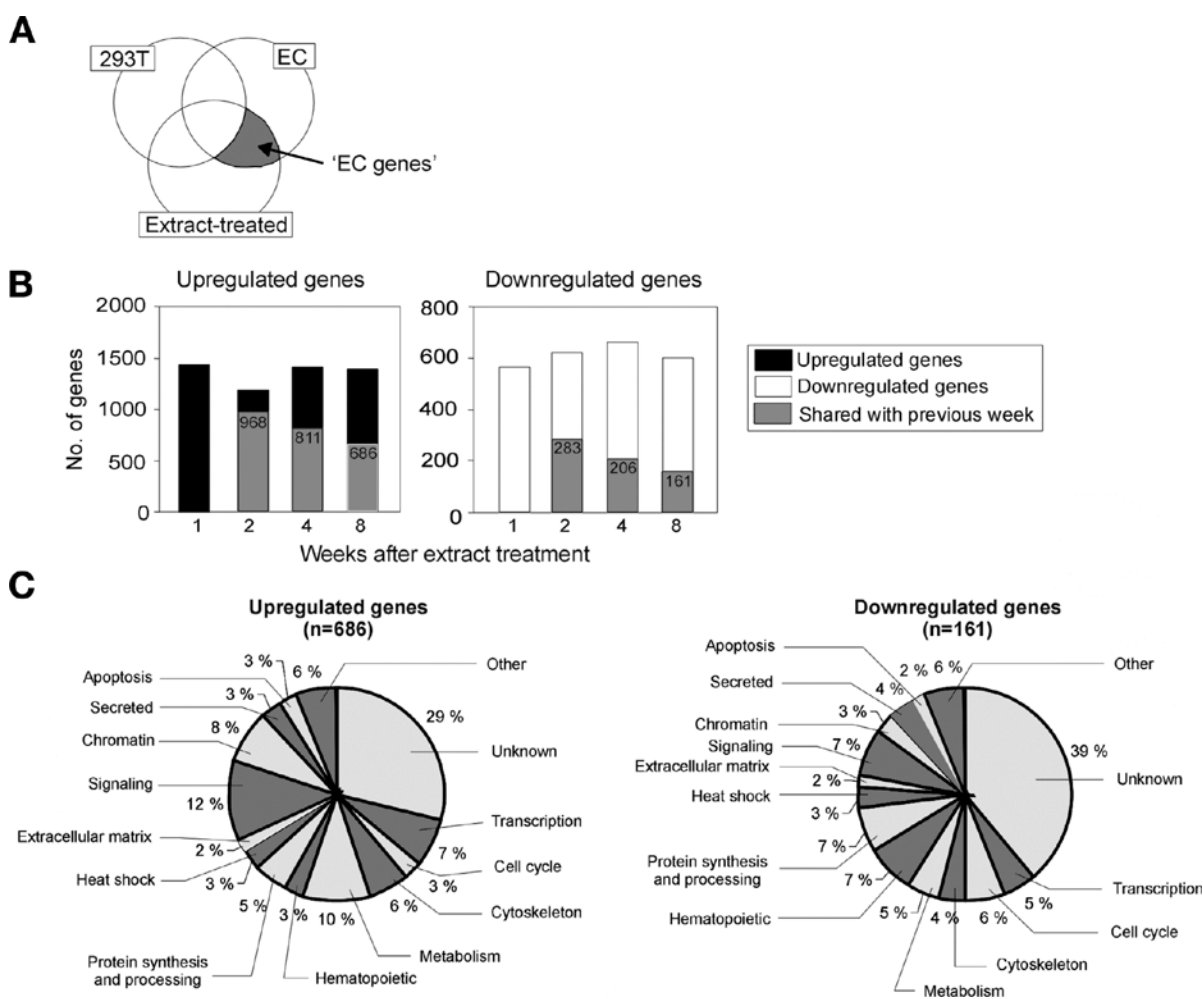 A
293T
EC
'EC genes'
Extract-treated
B
Upregulated genes
Downregulated genes
No. of genes
2000
1500
1000
500
0
968
811
686
1
2
4
8
800
600
400
200
0
283
206
161
1
2
4
8
Weeks after extract treatment
Upregulated genes
Downregulated genes
Shared with previous week
C
Upregulated genes
(n=686)
Other
6 %
Apoptosis
3 %
Secreted
3 %
Chromatin
8 %
Signaling
12 %
Extracellular matrix
2 %
Heat shock
3 %
Protein synthesis
and processing
5 %
Hematopoietic
3 %
Metabolism
10 %
Cytoskeleton
6 %
Cell cycle
3 %
Transcription
7 %
Unknown
29 %
Downregulated genes
(n=161)
Other
6 %
Apoptosis
2 %
Secreted
4 %
Chromatin
3 %
Signaling
7 %
Extracellular matrix
2 %
Heat shock
3 %
Protein synthesis
and processing
7 %
Hematopoietic
7 %
Metabolism
5 %
Cytoskeleton
4 %
Cell cycle
6 %
Transcription
5 %
Unknown
39 %